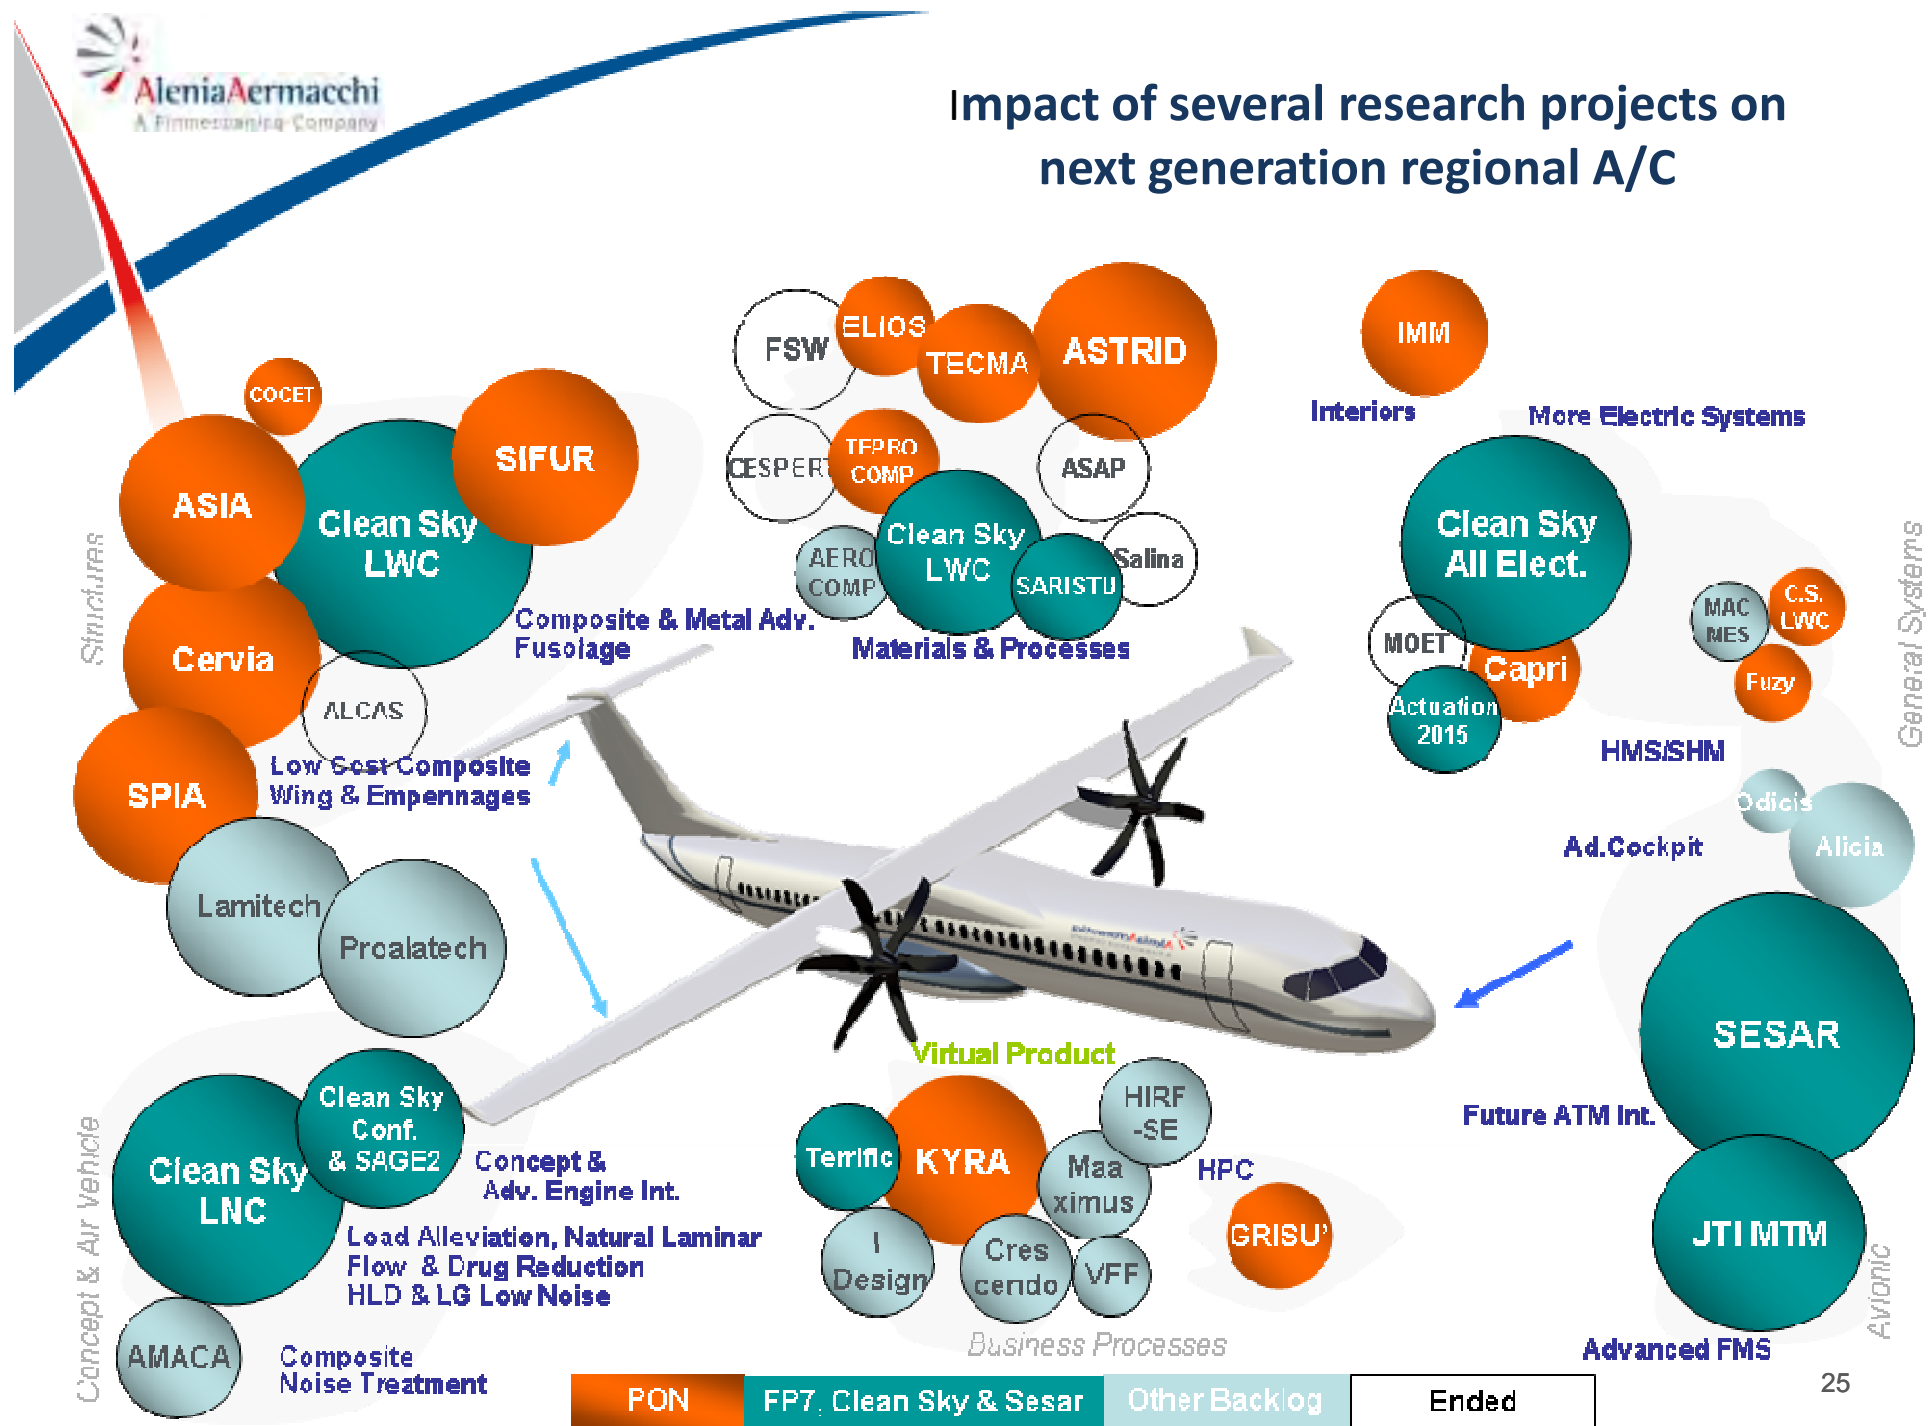 AleniaAermacchi
A Finmeccanica Company
Impact of several research projects on
next generation regional A/C
COCET
ASIA
Clean Sky
LWC
SIFUR
Structures
Cervia
ALCAS
SPIA
Composite & Metal Adv.
Fusolage
Low Cost Composite
Wing & Empennages
Lamitech
Proalatech
FSW
ELIOS
TECMA
ASTRID
CESPERT
TEPRO
COMP
ASAP
AERO
COMP
Clean Sky
LWC
SARISTU
Salina
Materials & Processes
IMM
Interiors
More Electric Systems
Clean Sky
All Elect.
MOET
Capri
Actuation
2015
MAC
MES
C.S.
LWC
Fuzy
General Systems
HMS/SHM
Odicis
Alicia
Ad.Cockpit
SESAR
Future ATM Int.
JTI MTM
Avionic
Advanced FMS
Concept & Air Vehicle
Clean Sky
LNC
Clean Sky
Conf.
& SAGE2
Concept &
Adv. Engine Int.
Load Alleviation, Natural Laminar
Flow & Drug Reduction
HLD & LG Low Noise
AMACA
Composite
Noise Treatment
Virtual Product
Terrific
KYRA
HIRF
-SE
Maa
ximus
HPC
GRISU'
I
Design
Cres
cendo
VFF
Business Processes
PON
FP7, Clean Sky & Sesar
Other Backlog
Ended
25